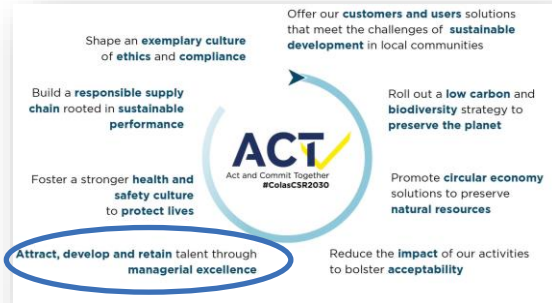 Offer our customers and users solutions
that meet the challenges of sustainable
development in local communities
Shape an exemplary culture
of ethics and compliance
Build a responsible supply
chain rooted in sustainable
performance
Roll out a low carbon and
biodiversity strategy to
preserve the planet
ACT
Act and Commit Together
#ColasCSR2030
Foster a stronger health and
safety culture
to protect lives
Promote circular economy
solutions to preserve
natural resources
Attract, develop and retain talent through
managerial excellence
Reduce the impact of our activities
to bolster acceptability